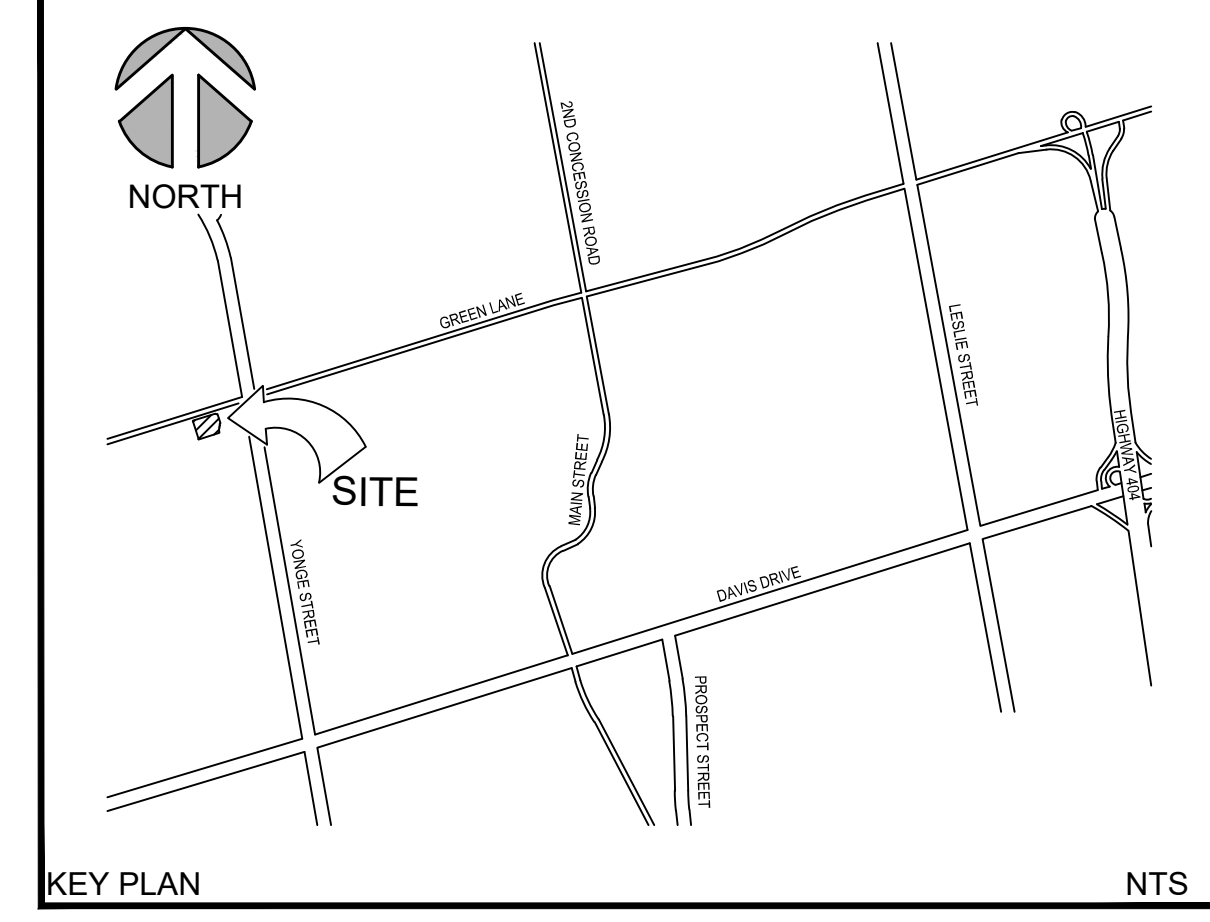 NORTH
2ND CONCESSION ROAD
GREEN LANE
LESLIE STREET
HIGHWAY 404
SITE
MAIN STREET
YONGE STREET
DAVIS DRIVE
PROSPECT STREET
KEY PLAN
NTS